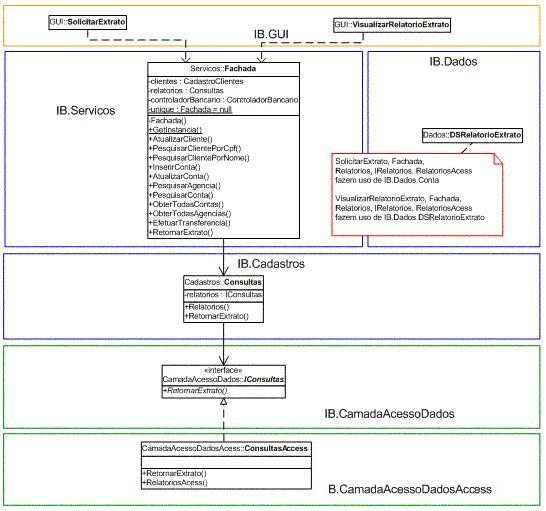 GUI::SolicitarExtrato
GUI::VisualizarRelatorioExtrato
IB.GUI
IB.Servicos
Servicos::Fachada
-clientes : CadastroClientes
-relatorios : Consultas
-controladorBancario : ControladorBancario
-unique : Fachada = null
-Fachada()
+GetInstancia()
+AtualizarCliente()
+PesquisarClientePorCpf()
+PesquisarClientePorNome()
+InserirConta()
+AtualizarConta()
+PesquisarAgencia()
+PesquisarConta()
+ObterTodasContas()
+ObterTodasAgencias()
+EfetuarTransferencia()
+RetornarExtrato()
IB.Dados
Dados::DSRelatorioExtrato
SolicitarExtrato, Fachada,
Relatorios, IRelatorios, RelatoriosAcess
fazem uso de IB.Dados.Conta
VisualizarRelatorioExtrato, Fachada,
Relatorios, IRelatorios, RelatoriosAcess
fazem uso de IB.Dados.DSRelatorioExtrato
IB.Cadastros
Cadastros::Consultas
-relatorios : IConsultas
+Relatorios()
+RetornarExtrato()
«interface»
CamadaAcessoDados::IConsultas
+RetornarExtrato()
IB.CamadaAcessoDados
CamadaAcessoDadosAcess::ConsultasAccess
+RetornarExtrato()
+RelatoriosAcess()
B.CamadaAcessoDadosAccess